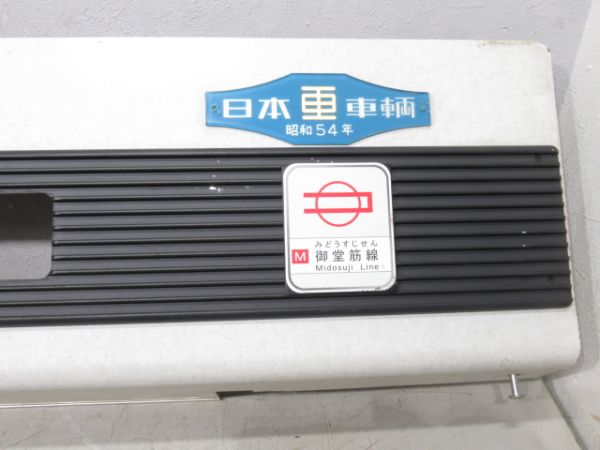 日本 車 車輌
昭和54年
みどうすじせん
M 御堂筋線
Midosuji Line